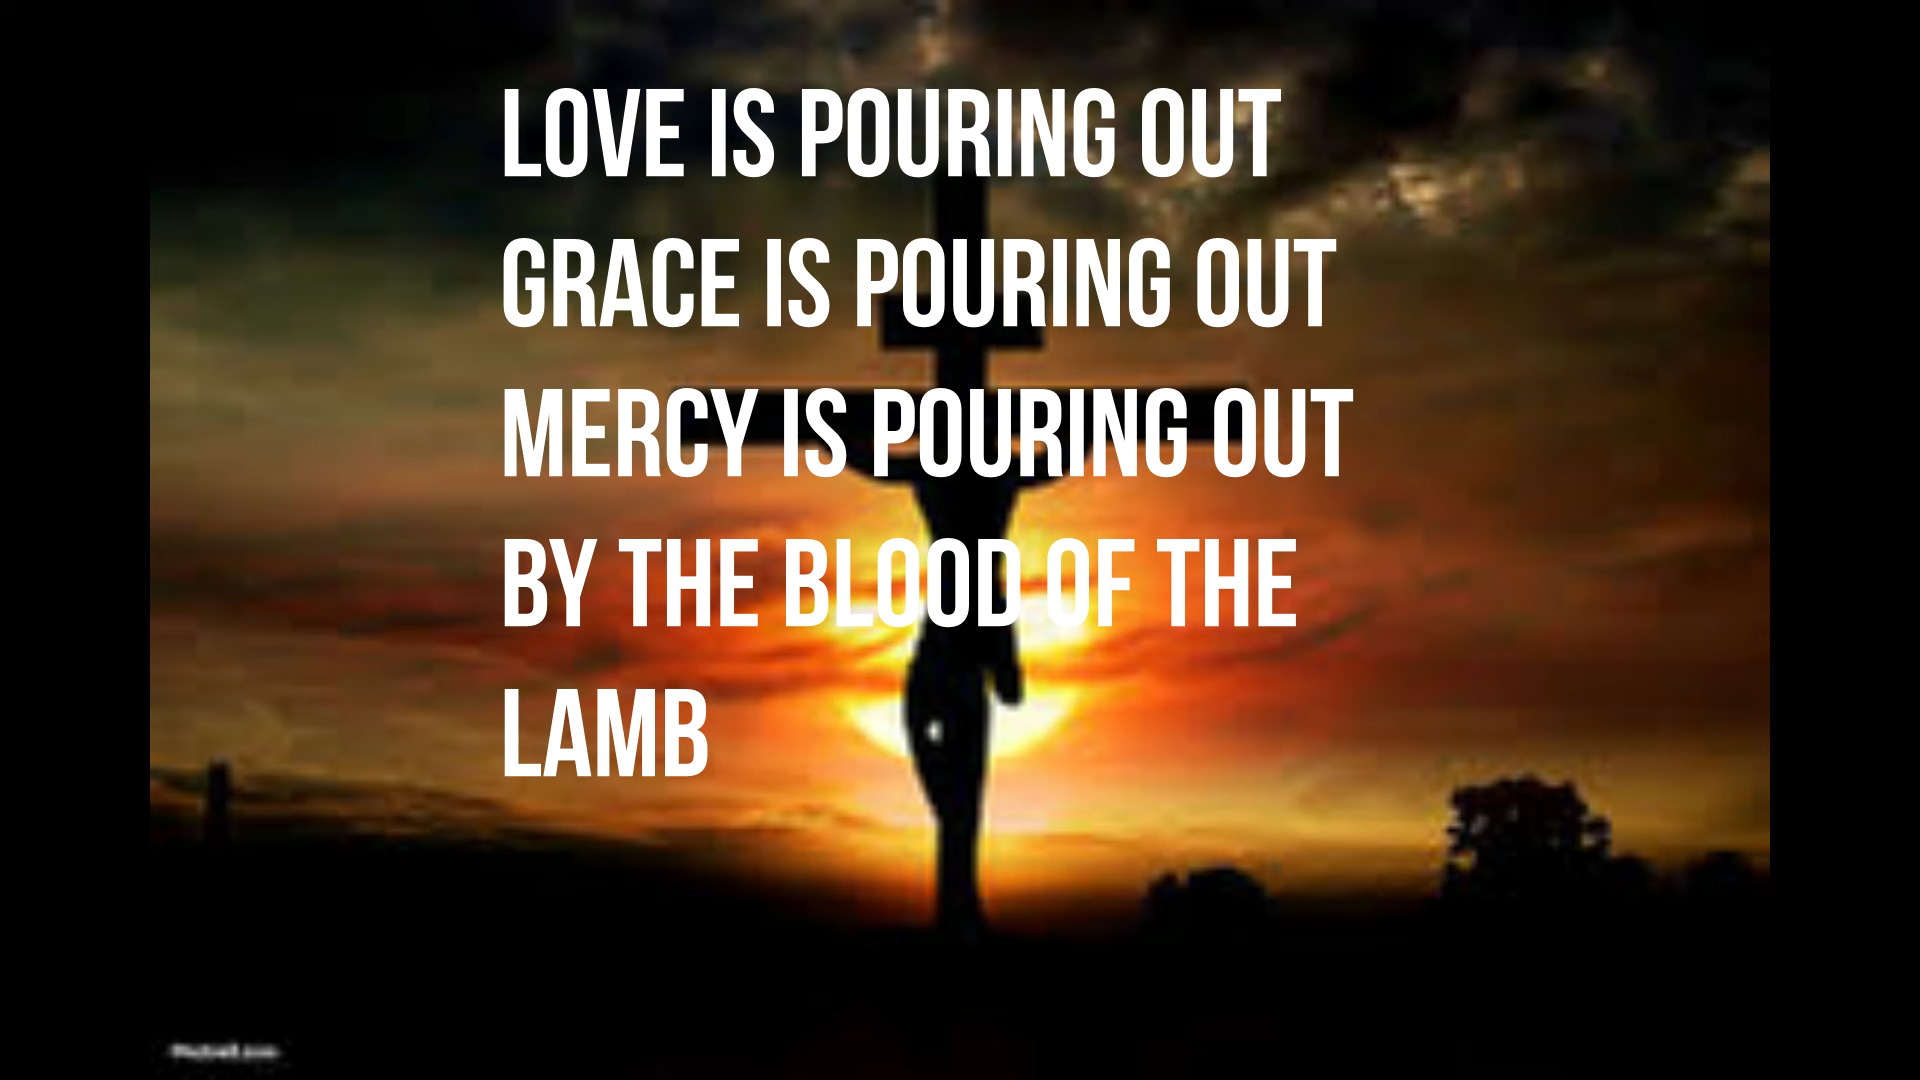 LOVE IS POURING OUT
GRACE IS POURING OUT
MERCY IS POURING OUT
BY THE BLOOD OF THE
LAMB